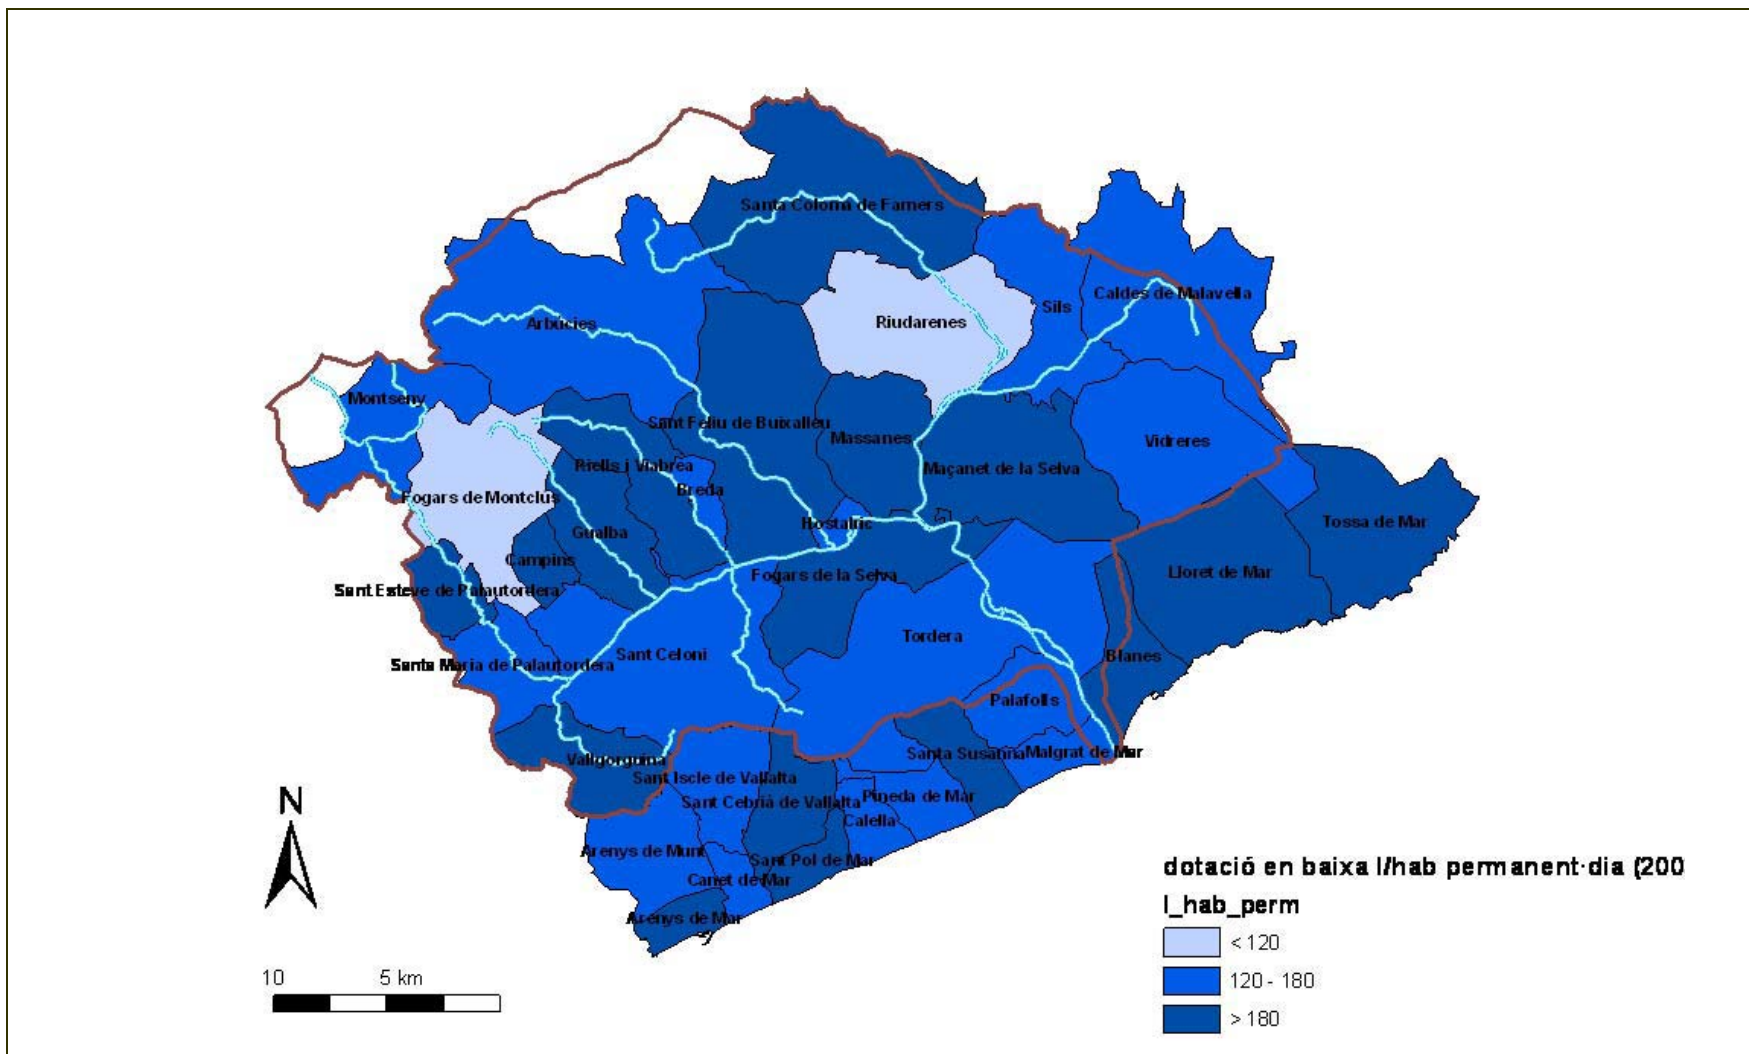 Santa Coloma de Farners
Caldes de Malavella
Sils
Riudarenes
Arbúcies
Montseny
Sant Feliu de Buixalleu
Massanes
Vidreres
Maçanet de la Selva
Riells i Viabrea
Breda
Fogars de Montclús
Hostalric
Tossa de Mar
Gualba
Campins
Fogars de la Selva
Lloret de Mar
Sant Esteve de Palautordera
Tordera
Sant Celoni
Blanes
Santa Maria de Palautordera
Palafolls
Santa Susanna
Malgrat de Mar
Vallgorguina
Sant Iscle de Vallalta
Sant Cebrià de Vallalta
Pineda de Mar
Calella
Arenys de Munt
Sant Pol de Mar
Canet de Mar
Arenys de Mar
N
10 5 km
dotació en baixa l/hab permanent·dia (200
l_hab_perm
< 120
120 - 180
> 180